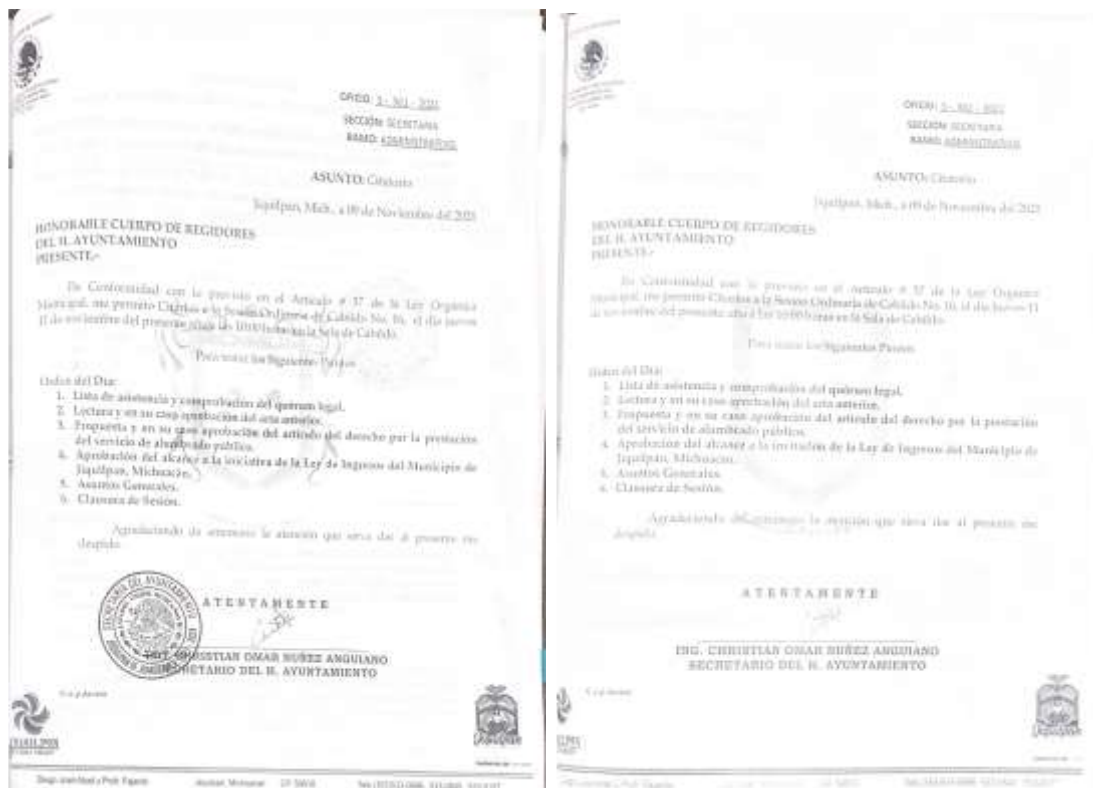 SECCIÓN: SECRETARIA
RAMO: ADMINISTRATIVO
ASUNTO: Citatorio
Jiquilpan, Mich., a 09 de Noviembre del 2021
HONORABLE CUERPO DE REGIDORES
DEL H. AYUNTAMIENTO
PRESENTE.-
En Conformidad con lo previsto en el Artículo # 37 de la Ley Orgánica
Municipal, me permito Citarlos a la Sesión Ordinaria de Cabildo No. 10, el día jueves
11 de noviembre del presente año a las 10:00 horas en la Sala de Cabildo.
Para tratar los Siguientes Puntos
Orden del Día:
1. Lista de asistencia y comprobación del quórum legal.
2. Lectura y en su caso aprobación del acta anterior.
3. Propuesta y en su caso aprobación del artículo del derecho por la prestación
del servicio de alumbrado público.
4. Aprobación del alcance a la iniciativa de la Ley de Ingresos del Municipio de
Jiquilpan, Michoacán.
5. Asuntos Generales.
6. Clausura de Sesión.
Agradeciendo de antemano la atención que sirva dar al presente me
despido.
ATENTAMENTE
ING. CHRISTIAN OMAR NUÑEZ ANGUIANO
SECRETARIO DEL H. AYUNTAMIENTO
Jiquilpan
SECCIÓN: SECRETARIA
RAMO: ADMINISTRATIVO
ASUNTO: Citatorio
Jiquilpan, Mich., a 09 de Noviembre del 2021
HONORABLE CUERPO DE REGIDORES
DEL H. AYUNTAMIENTO
PRESENTE.-
En Conformidad con lo previsto en el Artículo # 37 de la Ley Orgánica
Municipal, me permito Citarlos a la Sesión Ordinaria de Cabildo No. 10, el día jueves 11
de noviembre del presente año a las 10:00 horas en la Sala de Cabildo.
Para tratar los Siguientes Puntos
Orden del Día:
1. Lista de asistencia y comprobación del quórum legal.
2. Lectura y en su caso aprobación del acta anterior.
3. Propuesta y en su caso aprobación del artículo del derecho por la prestación
del servicio de alumbrado público.
4. Aprobación del alcance a la invitación de la Ley de Ingresos del Municipio de
Jiquilpan, Michoacán.
5. Asuntos Generales.
6. Clausura de Sesión.
Agradeciendo de antemano la atención que sirva dar al presente me
despido.
ATENTAMENTE
ING. CHRISTIAN OMAR NUÑEZ ANGUIANO
SECRETARIO DEL H. AYUNTAMIENTO
Jiquilpan